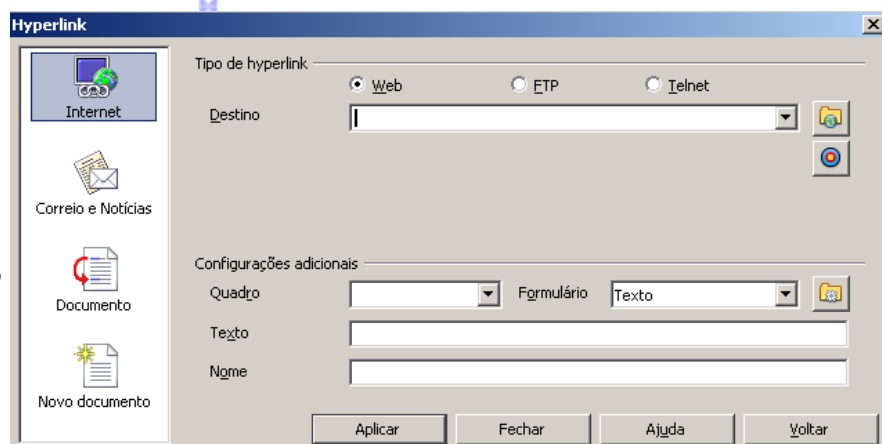 Hyperlink
Internet
Correio e Notícias
Documento
Novo documento
Tipo de hyperlink
Web FTP Telnet
Destino
Configurações adicionais
Quadro Formulário Texto
Texto
Nome
Aplicar Fechar Ajuda Voltar